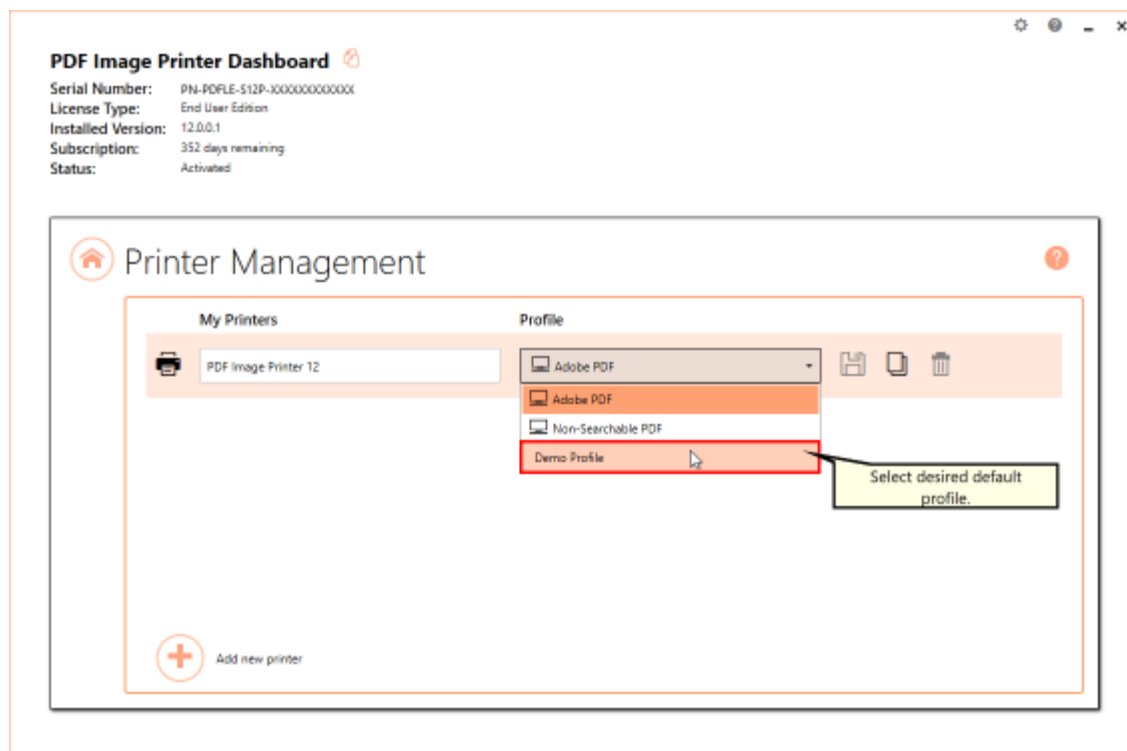 PDF Image Printer Dashboard
Serial Number: PN-PDFLE-S12P-XXXXXXXXXXXX
License Type: End User Edition
Installed Version: 12.0.0.1
Subscription: 352 days remaining
Status: Activated
Printer Management
My Printers Profile
PDF Image Printer 12 Adobe PDF
Adobe PDF
Non-Searchable PDF
Demo Profile
Select desired default
profile.
Add new printer